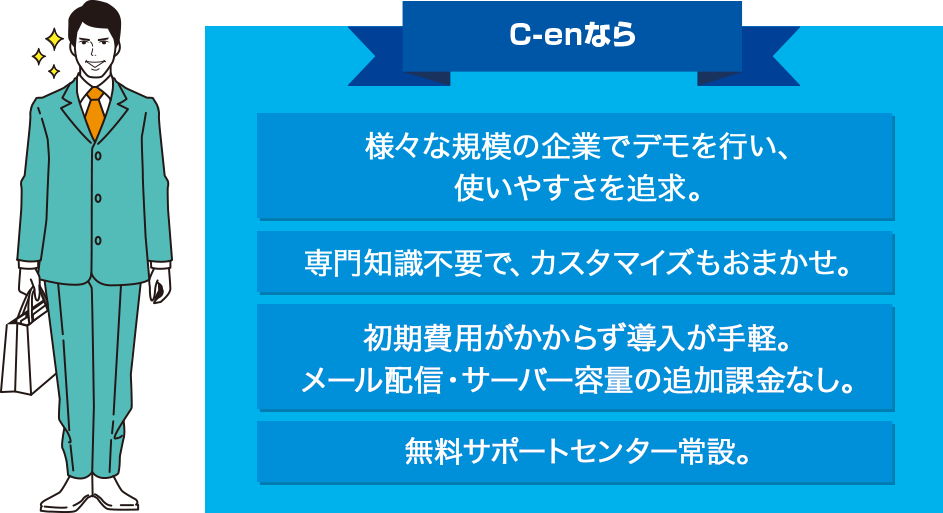 C-enなら
様々な規模の企業でデモを行い、
使いやすさを追求。
専門知識不要で、カスタマイズもおまかせ。
初期費用がかからず導入が手軽。
メール配信・サーバー容量の追加課金なし。
無料サポートセンター常設。